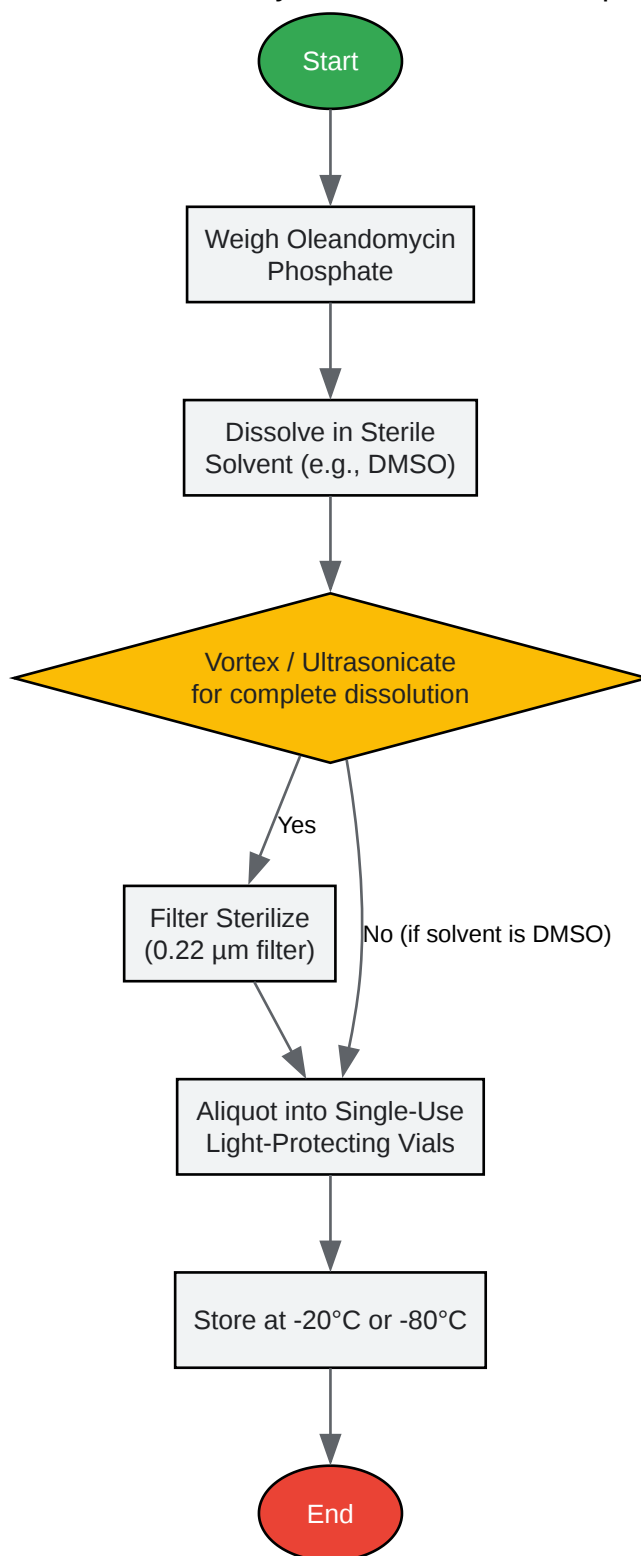 Start
Weigh Oleandomycin
Phosphate
Dissolve in Sterile
Solvent (e.g., DMSO)
Vortex / Ultrasonicate
for complete dissolution
Yes
Filter Sterilize
(0.22 µm filter)
No (if solvent is DMSO)
Aliquot into Single-Use
Light-Protecting Vials
Store at -20°C or -80°C
End